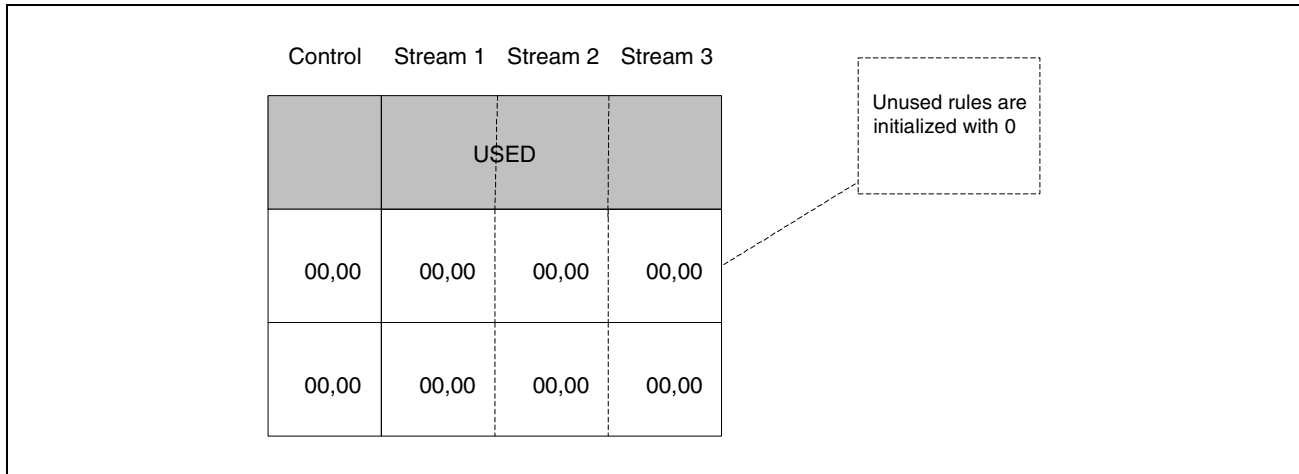 Control Stream 1 Stream 2 Stream 3
Unused rules are
initialized with 0
USED
00,00 00,00 00,00 00,00
00,00 00,00 00,00 00,00